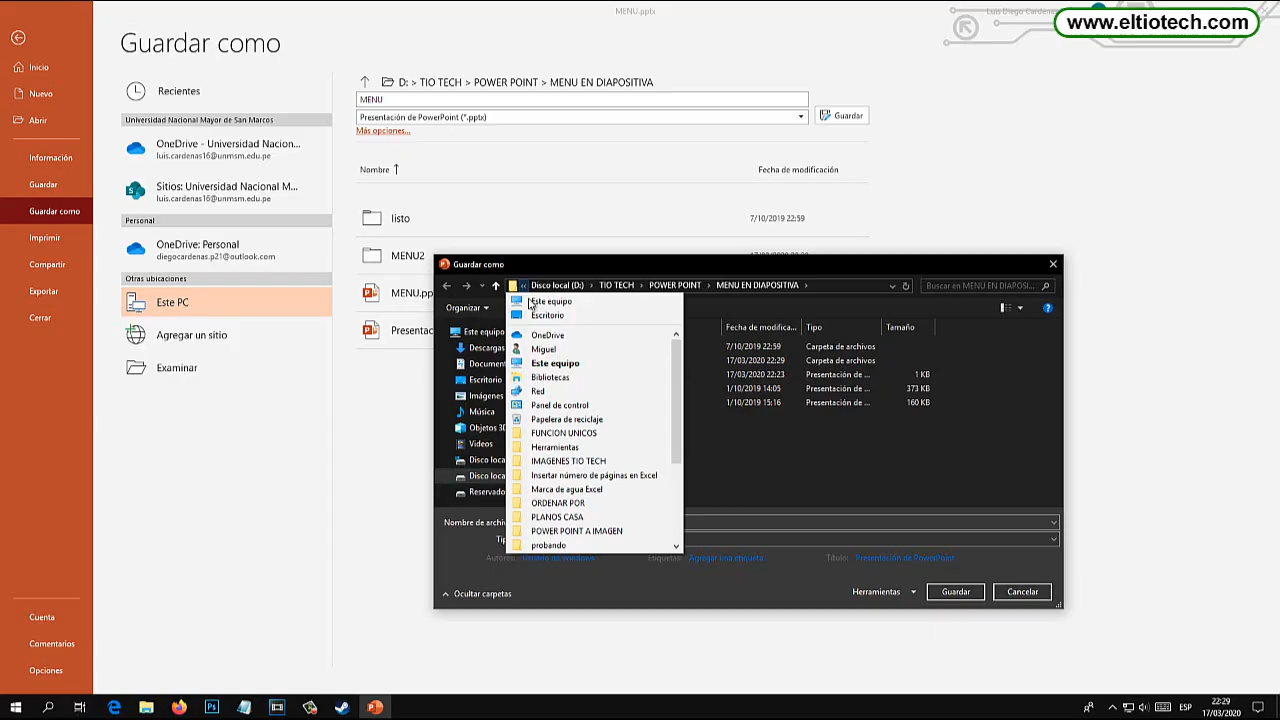 MENU.pptx
Luis Diego Cardenas
www.eltiotech.com
Guardar como
Inicio
Nuevo
Abrir
Información
Guardar
Guardar como
Imprimir
Compartir
Exportar
Cerrar
Cuenta
Comentarios
Opciones
Recientes
Universidad Nacional Mayor de San Marcos
OneDrive - Universidad Nacion...
luis.cardenas16@unmsm.edu.pe
Sitios: Universidad Nacional M...
luis.cardenas16@unmsm.edu.pe
Personal
OneDrive: Personal
diegocardenas.p21@outlook.com
Otras ubicaciones
Este PC
Agregar un sitio
Examinar
D: > TIO TECH > POWER POINT > MENU EN DIAPOSITIVA
MENU
Presentación de PowerPoint (*.pptx)
Guardar
Más opciones...
Nombre
Fecha de modificación
listo
7/10/2019 22:59
MENU2
MENU.pp
Presentac
Guardar como
« Disco local (D:) > TIO TECH > POWER POINT > MENU EN DIAPOSITIVA >
Buscar en MENU EN DIAPOSI...
Organizar
Este equipo
Descargas
Document
Escritorio
Imágenes
Música
Objetos 3D
Vídeos
Disco loca
Disco loca
Reservado
Este equipo
Escritorio
OneDrive
Miguel
Este equipo
Bibliotecas
Red
Panel de control
Papelera de reciclaje
FUNCION UNICOS
Herramientas
IMAGENES TIO TECH
Insertar número de páginas en Excel
Marca de agua Excel
ORDENAR POR
PLANOS CASA
POWER POINT A IMAGEN
probando
Fecha de modifica... Tipo Tamaño
7/10/2019 22:59 Carpeta de archivos
17/03/2020 22:29 Carpeta de archivos
17/03/2020 22:23 Presentación de ... 1 KB
1/10/2019 14:05 Presentación de ... 373 KB
1/10/2019 15:16 Presentación de ... 160 KB
Nombre de archiv
Tip
Autores: Usuario de Windows
Etiquetas: Agregar una etiqueta
Título: Presentación de PowerPoint
Ocultar carpetas
Herramientas
Guardar
Cancelar
ESP
22:29
17/03/2020